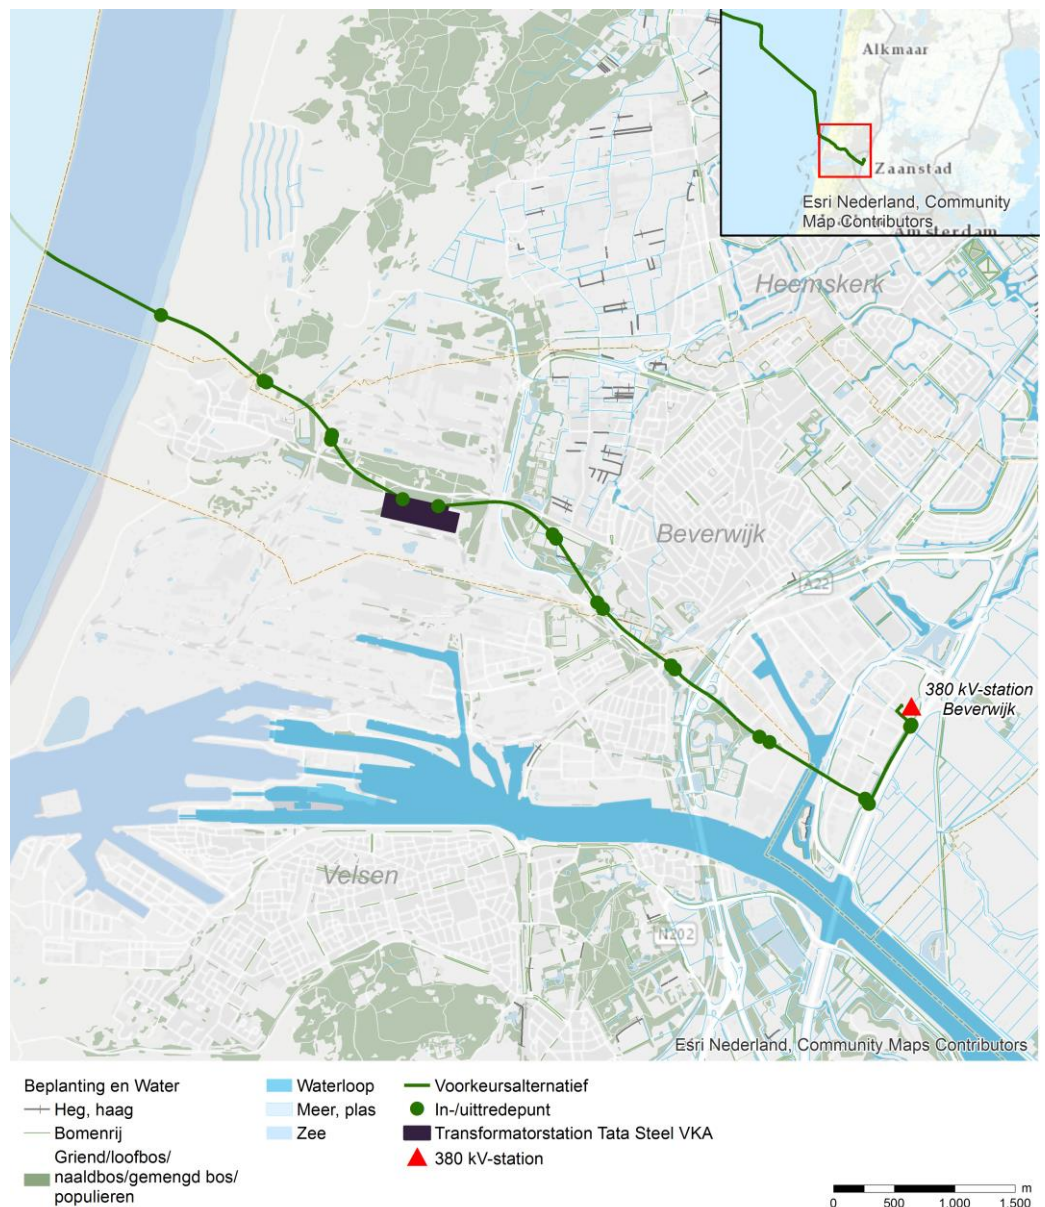 Alkmaar
Zaanstad
Esri Nederland, Community
Map Contributors
Amsterdam
Heemskerk
Beverwijk
A22
380 kV-station
Beverwijk
Velsen
N202
Esri Nederland, Community Maps Contributors
Beplanting en Water
Heg, haag
Bomenrij
Griend/loofbos/
naaldbos/gemengd bos/
populieren
Waterloop
Meer, plas
Zee
Voorkeursalternatief
In-/uittredepunt
Transformatorstation Tata Steel VKA
380 kV-station
m
0 500 1.000 1.500